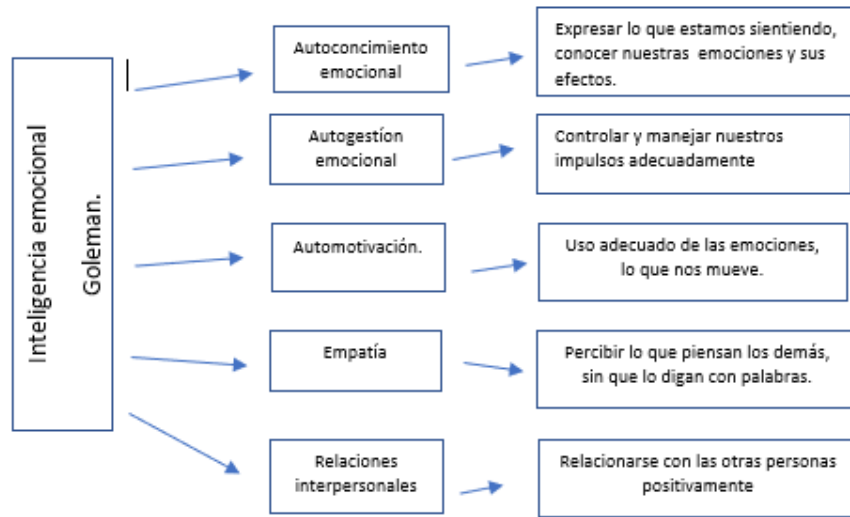 Inteligencia emocional
Goleman.
Autoconcimiento
emocional
Expresar lo que estamos sintiendo,
conocer nuestras emociones y sus
efectos.
Autogestíon
emocional
Controlar y manejar nuestros
impulsos adecuadamente
Automotivación.
Uso adecuado de las emociones,
lo que nos mueve.
Empatía
Percibir lo que piensan los demás,
sin que lo digan con palabras.
Relaciones
interpersonales
Relacionarse con las otras personas
positivamente